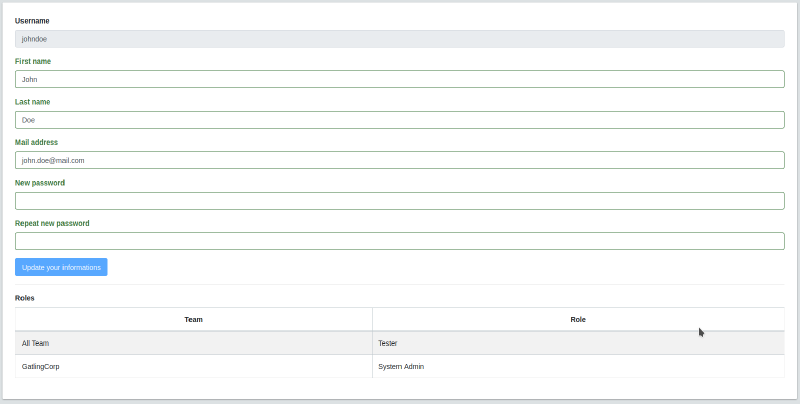 Username
johndoe
First name
John
Last name
Doe
Mail address
john.doe@mail.com
New password
Repeat new password
Update your informations
Roles
Team Role
All Team Tester
GatlingCorp System Admin